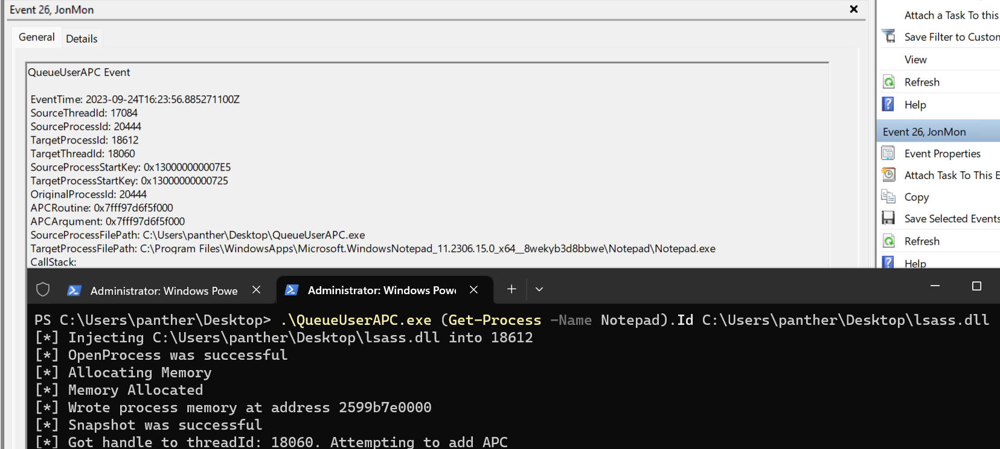 Event 26, JonMon
General
Details
QueueUserAPC Event
EventTime: 2023-09-24T16:23:56.885271100Z
SourceThreadId: 17084
SourceProcessId: 20444
TargetProcessId: 18612
TargetThreadId: 18060
SourceProcessStartKey: 0x130000000007E5
TargetProcessStartKey: 0x13000000000725
OriginalProcessId: 20444
APCRoutine: 0x7fff97d6f5f000
APCArgument: 0x7fff97d6f5f000
SourceProcessFilePath: C:\Users\panther\Desktop\QueueUserAPC.exe
TargetProcessFilePath: C:\Program Files\WindowsApps\Microsoft.WindowsNotepad_11.2306.15.0_x64__8wekyb3d8bbwe\Notepad\Notepad.exe
CallStack:
Attach a Task To this
Save Filter to Custom
View
Refresh
Help
Event 26, JonMon
Event Properties
Attach Task To This E
Copy
Save Selected Events
Refresh
Help
Administrator: Windows Powe
Administrator: Windows Powe
PS C:\Users\panther\Desktop> .\QueueUserAPC.exe (Get-Process -Name Notepad).Id C:\Users\panther\Desktop\lsass.dll
[*] Injecting C:\Users\panther\Desktop\lsass.dll into 18612
[*] OpenProcess was successful
[*] Allocating Memory
[*] Memory Allocated
[*] Wrote process memory at address 2599b7e0000
[*] Snapshot was successful
[*] Got handle to threadId: 18060. Attempting to add APC